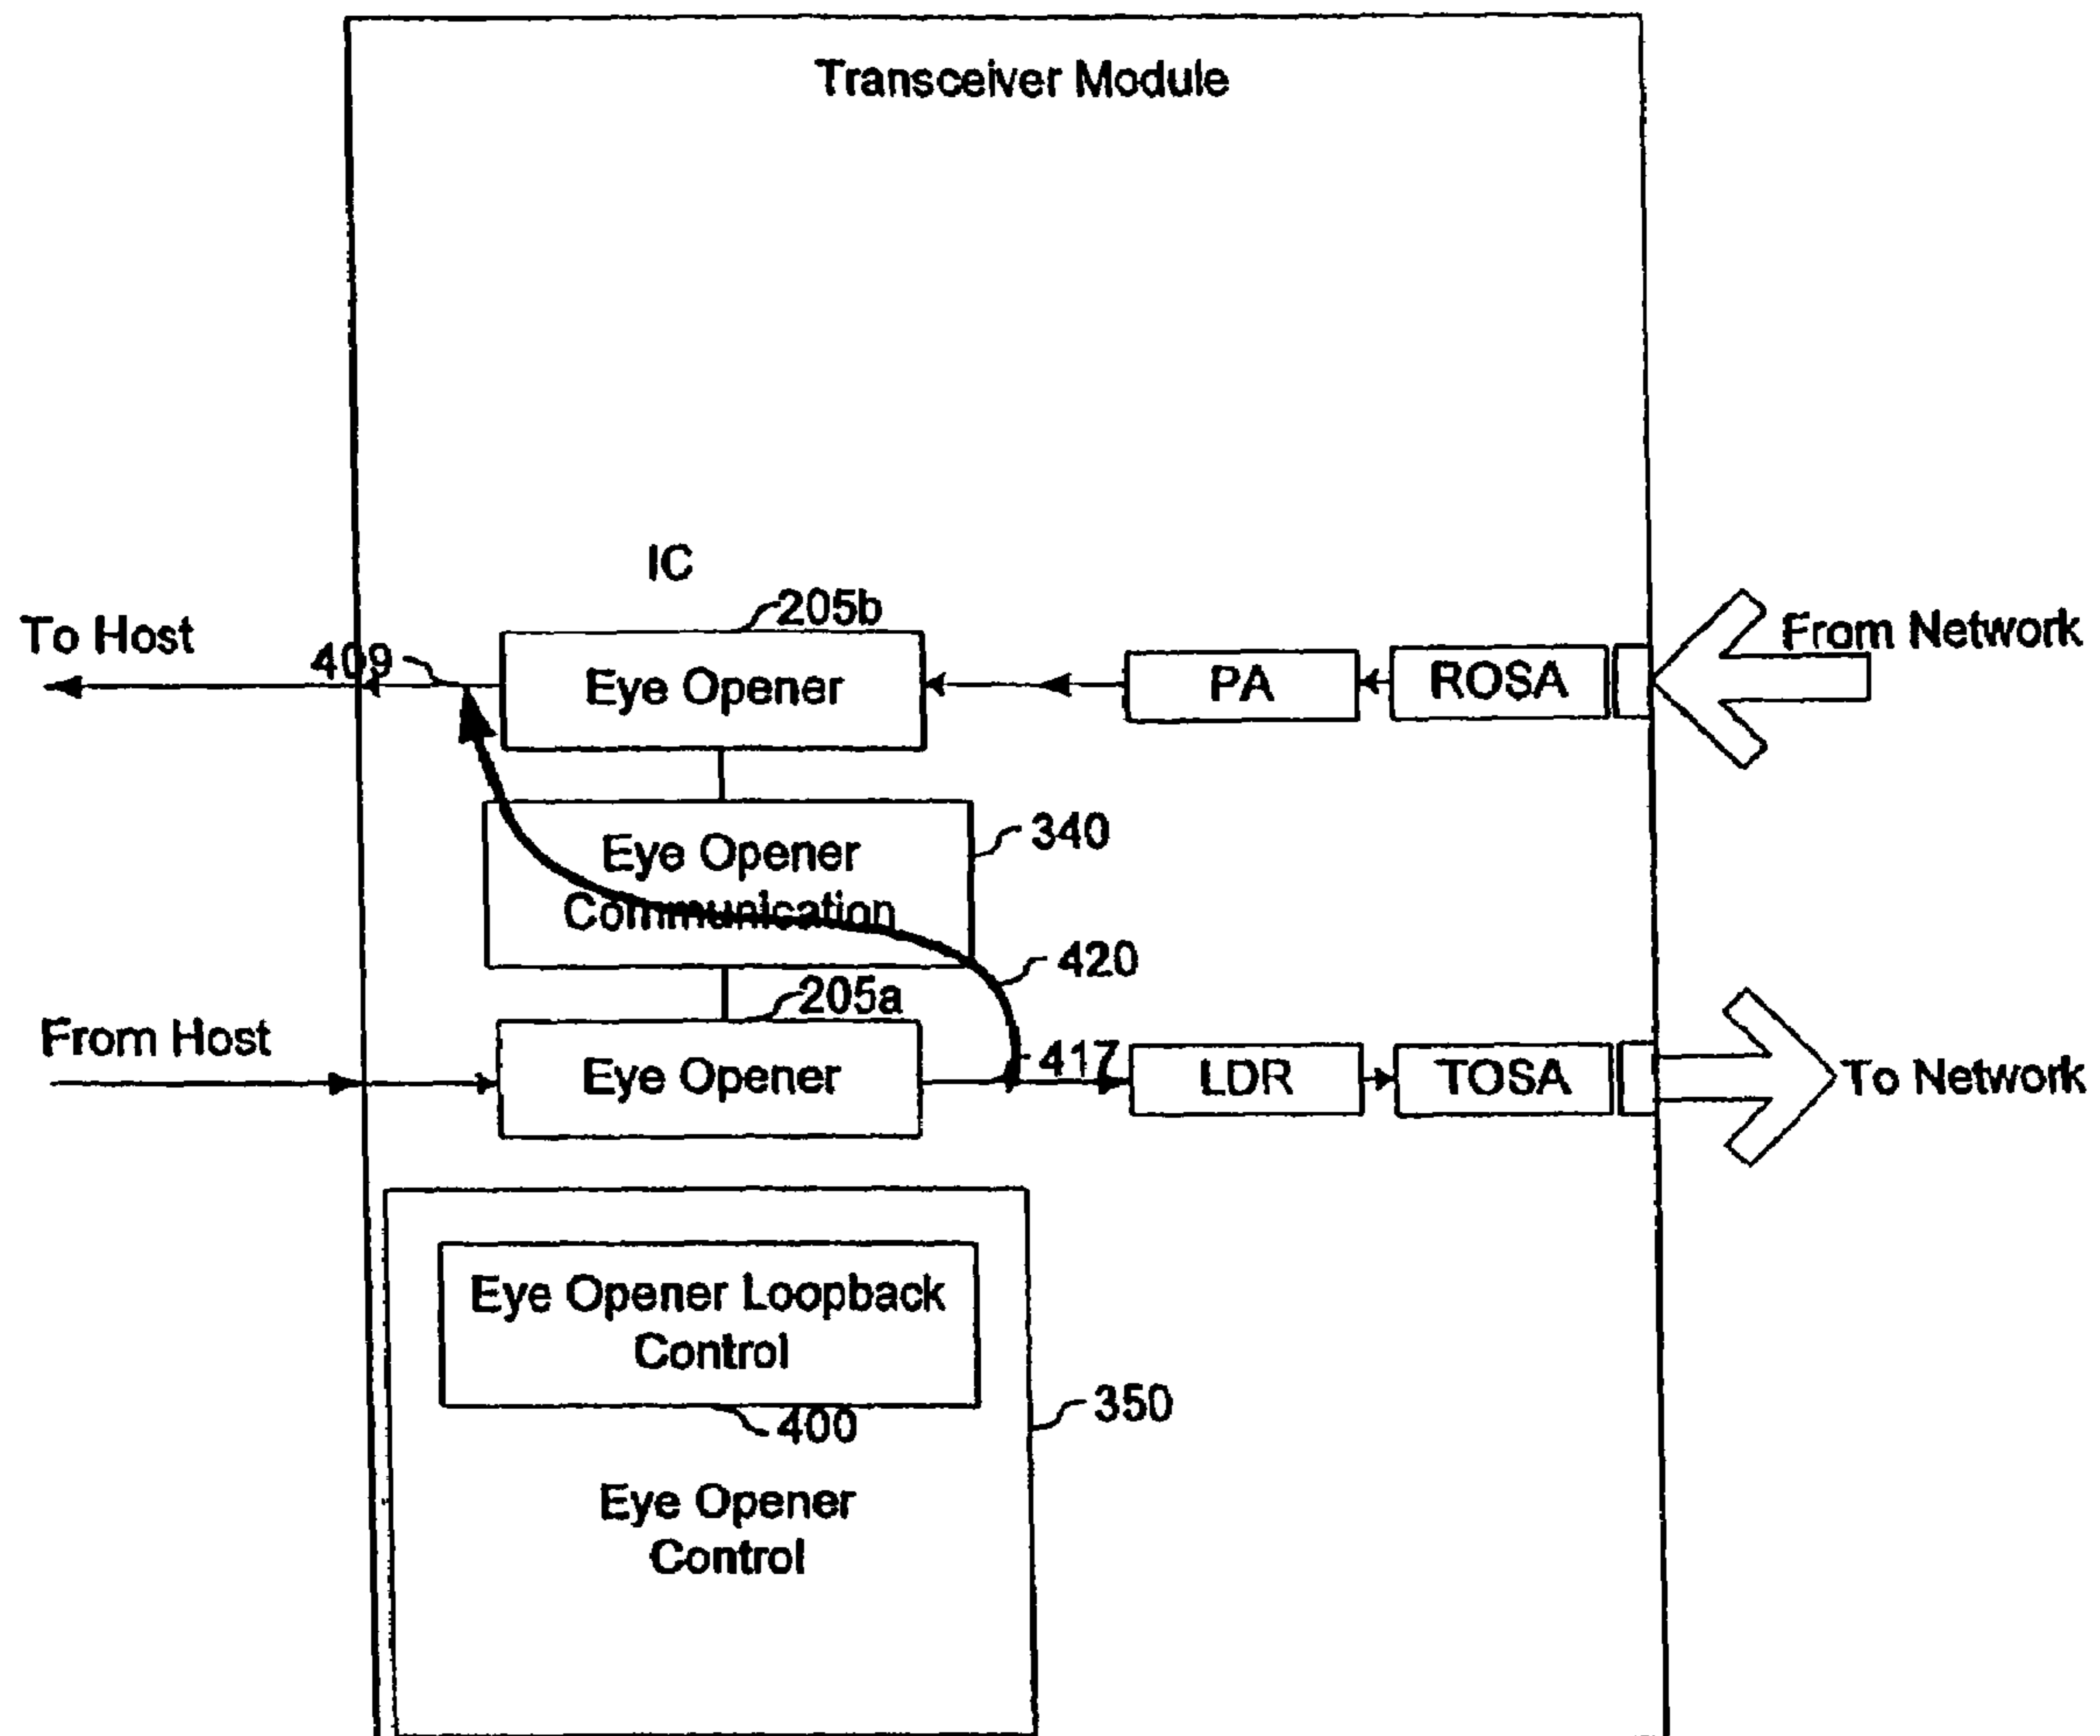 Transceiver Module
IC
205b
To Host
409
Eye Opener
PA
ROSA
From Network
Eye Opener
Communication
340
420
205a
From Host
Eye Opener
417
LDR
TOSA
To Network
Eye Opener Loopback
Control
400
350
Eye Opener
Control